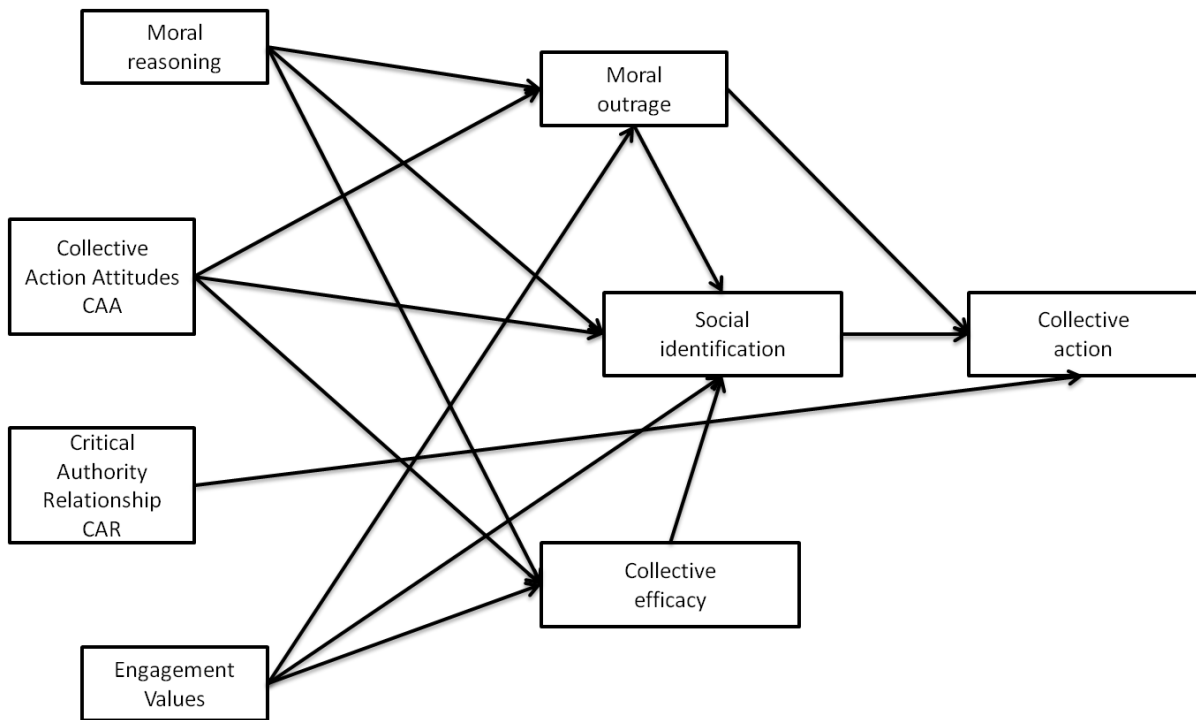 Moral
reasoning
Moral
outrage
Collective
Action Attitudes
CAA
Social
identification
Collective
action
Critical
Authority
Relationship
CAR
Collective
efficacy
Engagement
Values